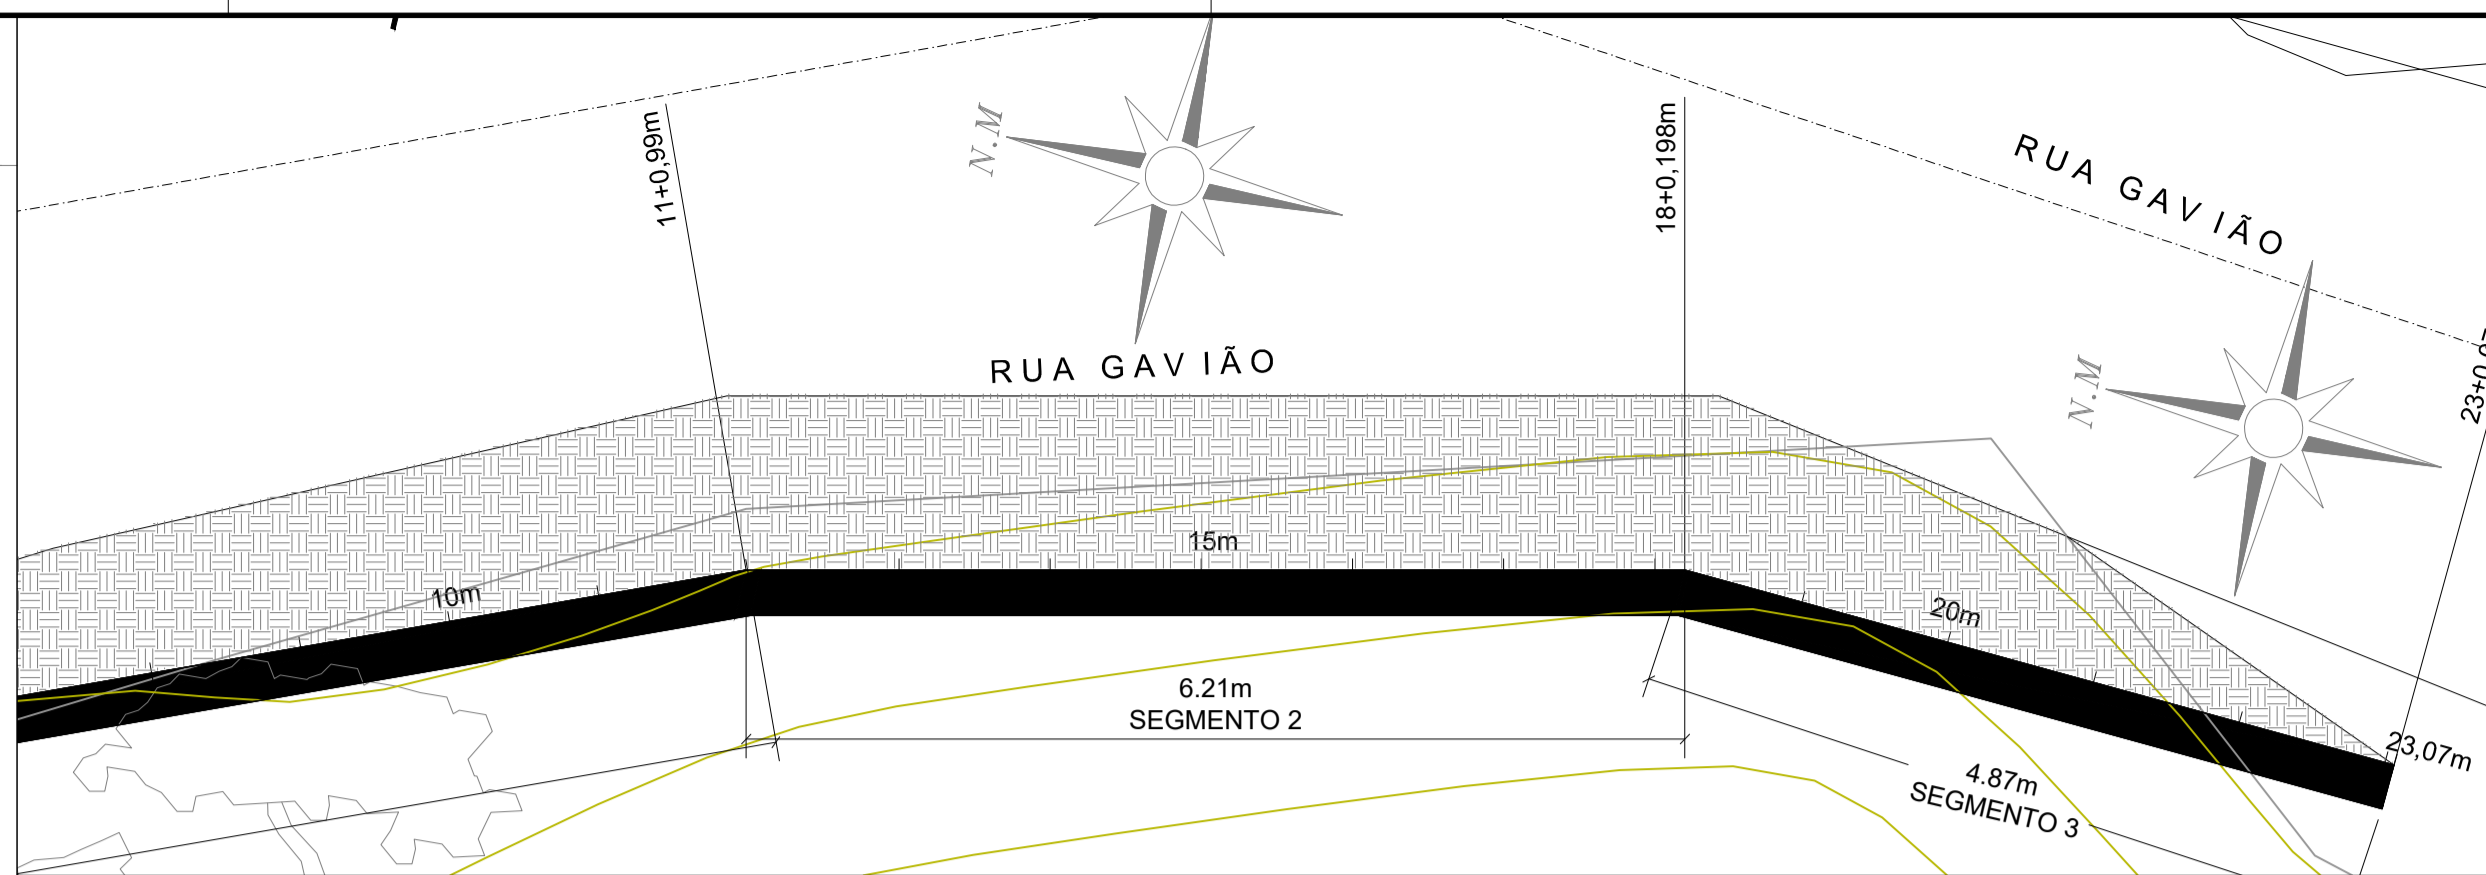 11+0,99m
N.M
18+0,198m
RUA GAVIÃO
RUA GAVIÃO
N.M
15m
10m
20m
6.21m
SEGMENTO 2
23,07m
4.87m
SEGMENTO 3